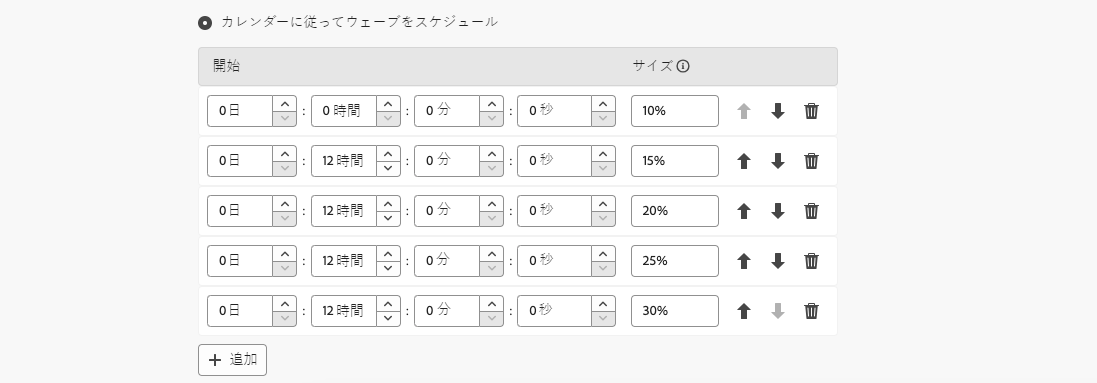 カレンダーに従ってウェーブをスケジュール
開始 サイズ
0日 : 0 時間 : 0 分 : 0 秒 10%
0日 : 12 時間 : 0 分 : 0 秒 15%
0日 : 12 時間 : 0 分 : 0 秒 20%
0日 : 12 時間 : 0 分 : 0 秒 25%
0日 : 12 時間 : 0 分 : 0 秒 30%
追加